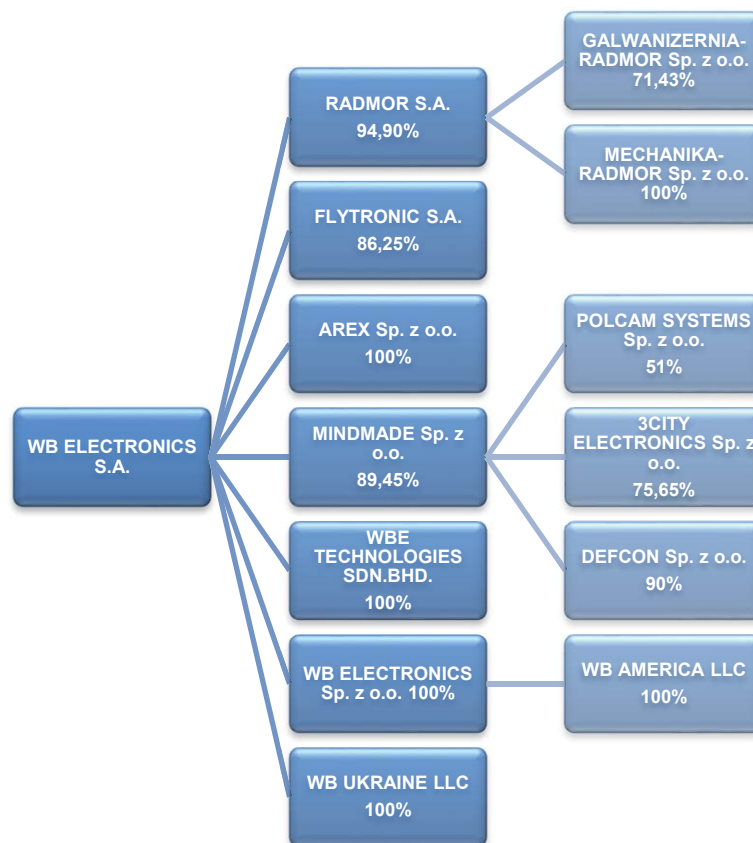 WB ELECTRONICS
S.A.
RADMOR S.A.
94,90%
GALWANIZERNIA-
RADMOR Sp. z o.o.
71,43%
MECHANIKA-
RADMOR Sp. z o.o.
100%
FLYTRONIC S.A.
86,25%
AREX Sp. z o.o.
100%
MINDMADE Sp. z
o.o.
89,45%
POLCAM SYSTEMS
Sp. z o.o.
51%
3CITY
ELECTRONICS Sp. z
o.o.
75,65%
DEFCON Sp. z o.o.
90%
WBE
TECHNOLOGIES
SDN.BHD.
100%
WB ELECTRONICS
Sp. z o.o. 100%
WB AMERICA LLC
100%
WB UKRAINE LLC
100%